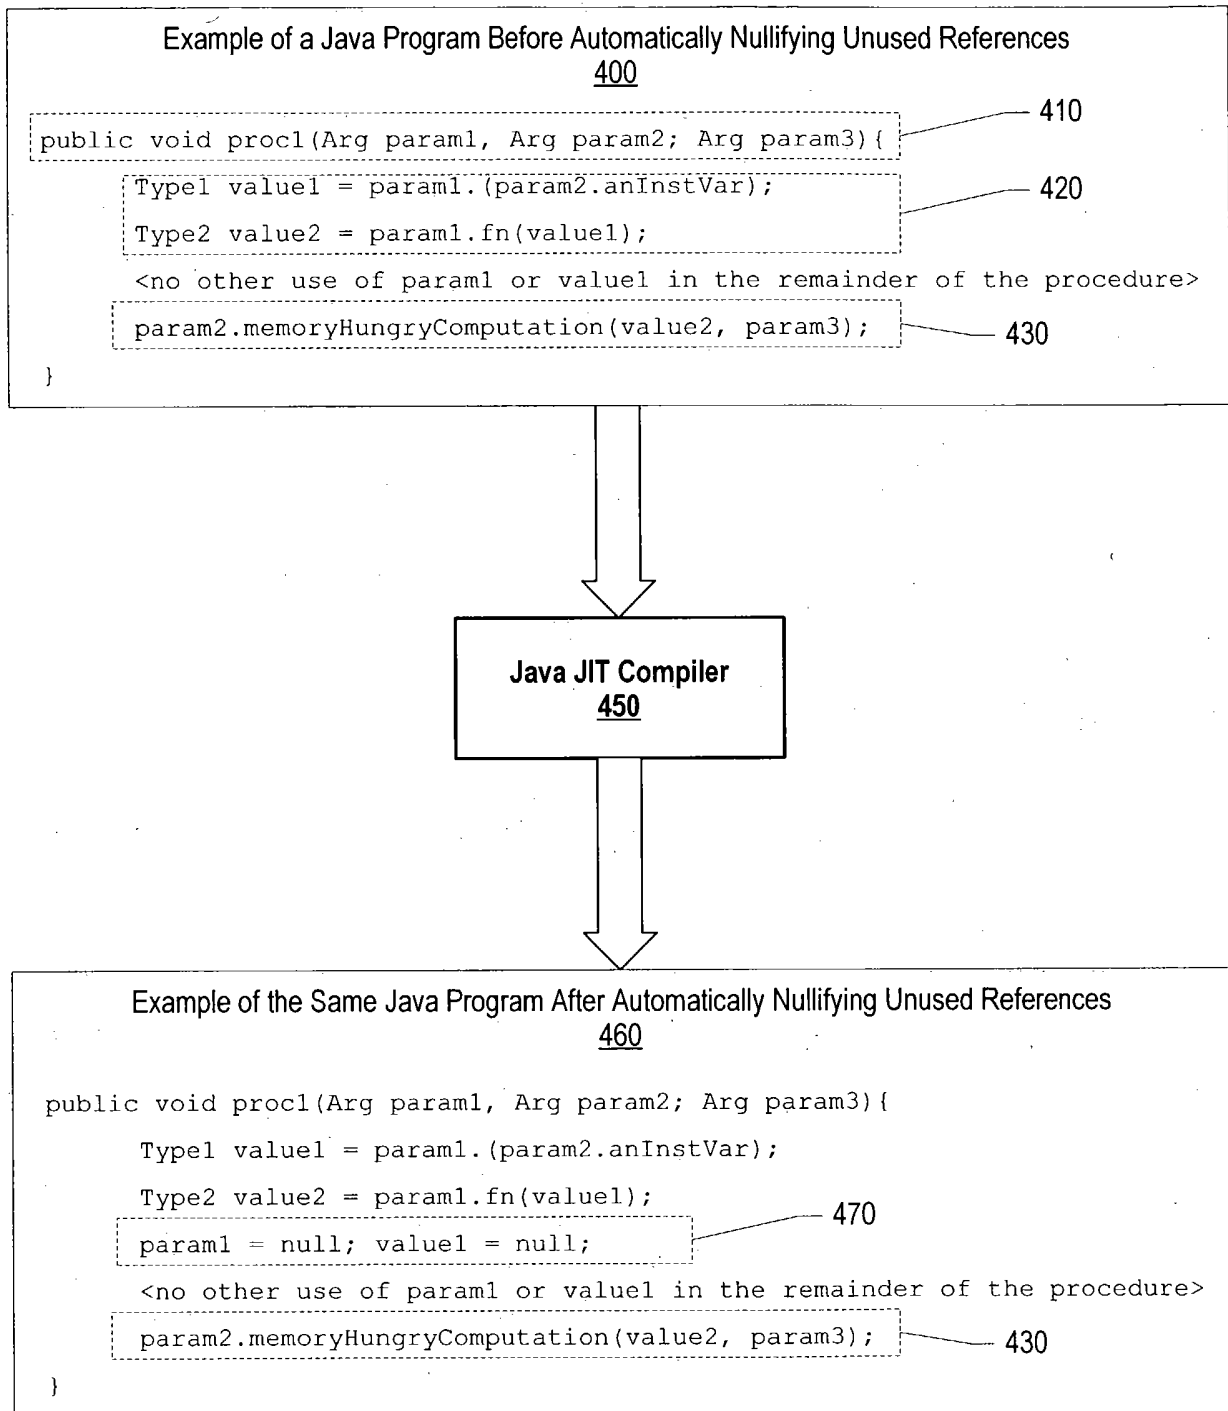 Example of a Java Program Before Automatically Nullifying Unused References
400
410
public void proc1(Arg param1, Arg param2; Arg param3){
Type1 value1 = param1.(param2.anInstVar);
420
Type2 value2 = param1.fn(value1);
<no other use of param1 or value1 in the remainder of the procedure>
param2.memoryHungryComputation(value2, param3);
430
}
Java JIT Compiler
450
Example of the Same Java Program After Automatically Nullifying Unused References
460
public void proc1(Arg param1, Arg param2; Arg param3){
Type1 value1 = param1.(param2.anInstVar);
Type2 value2 = param1.fn(value1);
470
param1 = null; value1 = null;
<no other use of param1 or value1 in the remainder of the procedure>
param2.memoryHungryComputation(value2, param3);
430
}